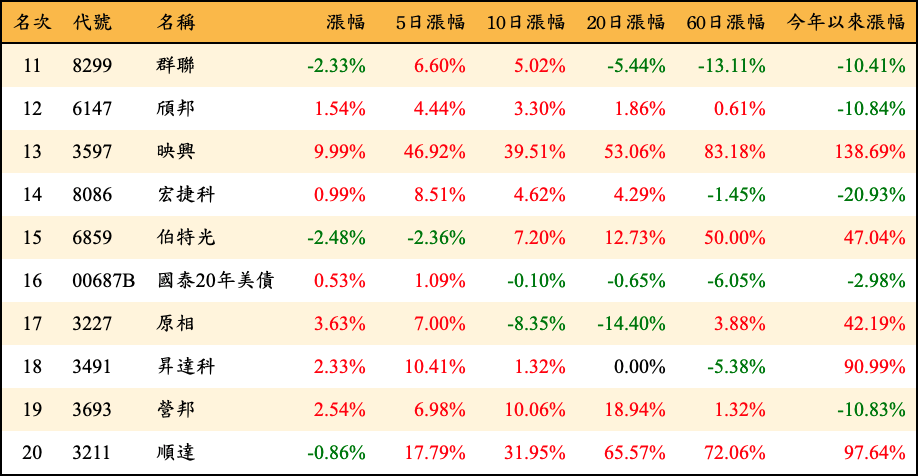 名次 代號 名稱 漲幅 5日漲幅 10日漲幅 20日漲幅 60日漲幅 今年以來漲幅
11 8299 群聯 -2.33% 6.60% 5.02% -5.44% -13.11% -10.41%
12 6147 頎邦 1.54% 4.44% 3.30% 1.86% 0.61% -10.84%
13 3597 映興 9.99% 46.92% 39.51% 53.06% 83.18% 138.69%
14 8086 宏捷科 0.99% 8.51% 4.62% 4.29% -1.45% -20.93%
15 6859 伯特光 -2.48% -2.36% 7.20% 12.73% 50.00% 47.04%
16 00687B 國泰20年美債 0.53% 1.09% -0.10% -0.65% -6.05% -2.98%
17 3227 原相 3.63% 7.00% -8.35% -14.40% 3.88% 42.19%
18 3491 昇達科 2.33% 10.41% 1.32% 0.00% -5.38% 90.99%
19 3693 營邦 2.54% 6.98% 10.06% 18.94% 1.32% -10.83%
20 3211 順達 -0.86% 17.79% 31.95% 65.57% 72.06% 97.64%